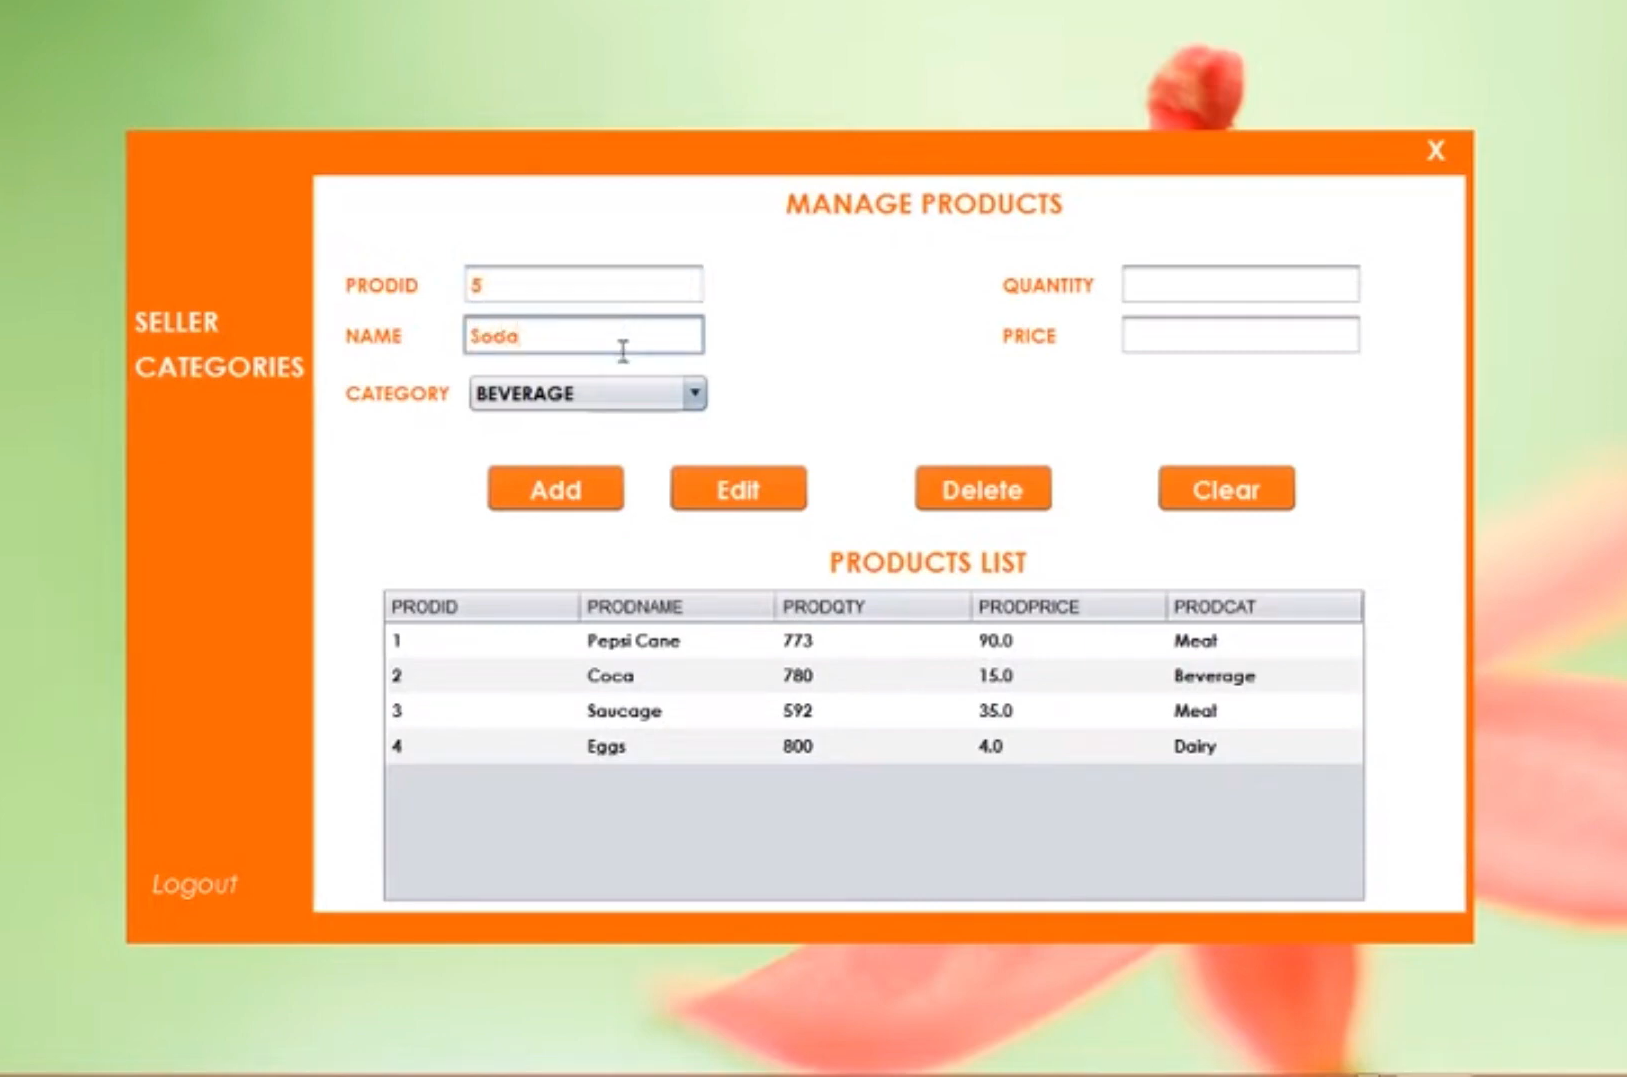 X
MANAGE PRODUCTS
PRODID 5 QUANTITY
NAME Soda PRICE
CATEGORY BEVERAGE
SELLER
CATEGORIES
Add Edit Delete Clear
PRODUCTS LIST
PRODID PRODNAME PRODQTY PRODPRICE PRODCAT
1 Pepsi Cane 773 90.0 Meat
2 Coca 780 15.0 Beverage
3 Saucage 592 35.0 Meat
4 Eggs 800 4.0 Dairy
Logout